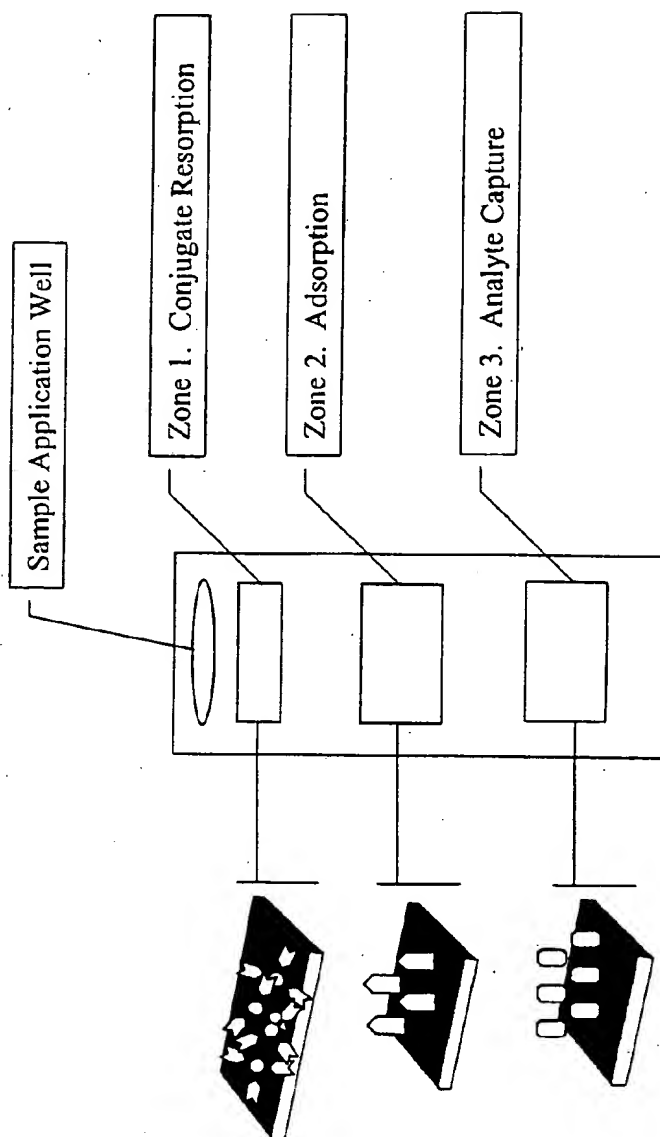 Sample Application Well
Zone 1. Conjugate Resorption
Zone 2. Adsorption
Zone 3. Analyte Capture